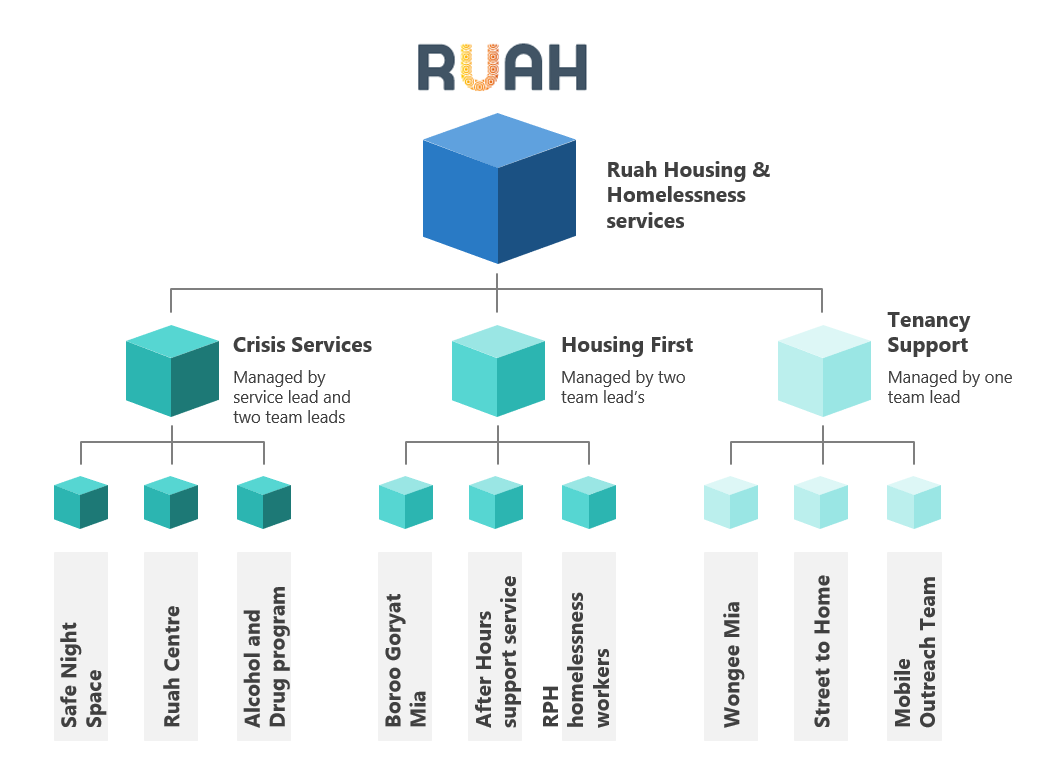 RUAH
Ruah Housing &
Homelessness
services
Crisis Services
Managed by
service lead and
two team leads
Housing First
Managed by two
team lead’s
Tenancy
Support
Managed by one
team lead
Safe Night
Space
Ruah Centre
Alcohol and
Drug program
Boroo Goryat
Mia
After Hours
support service
RPH
homelessness
workers
Wongee Mia
Street to Home
Mobile
Outreach Team